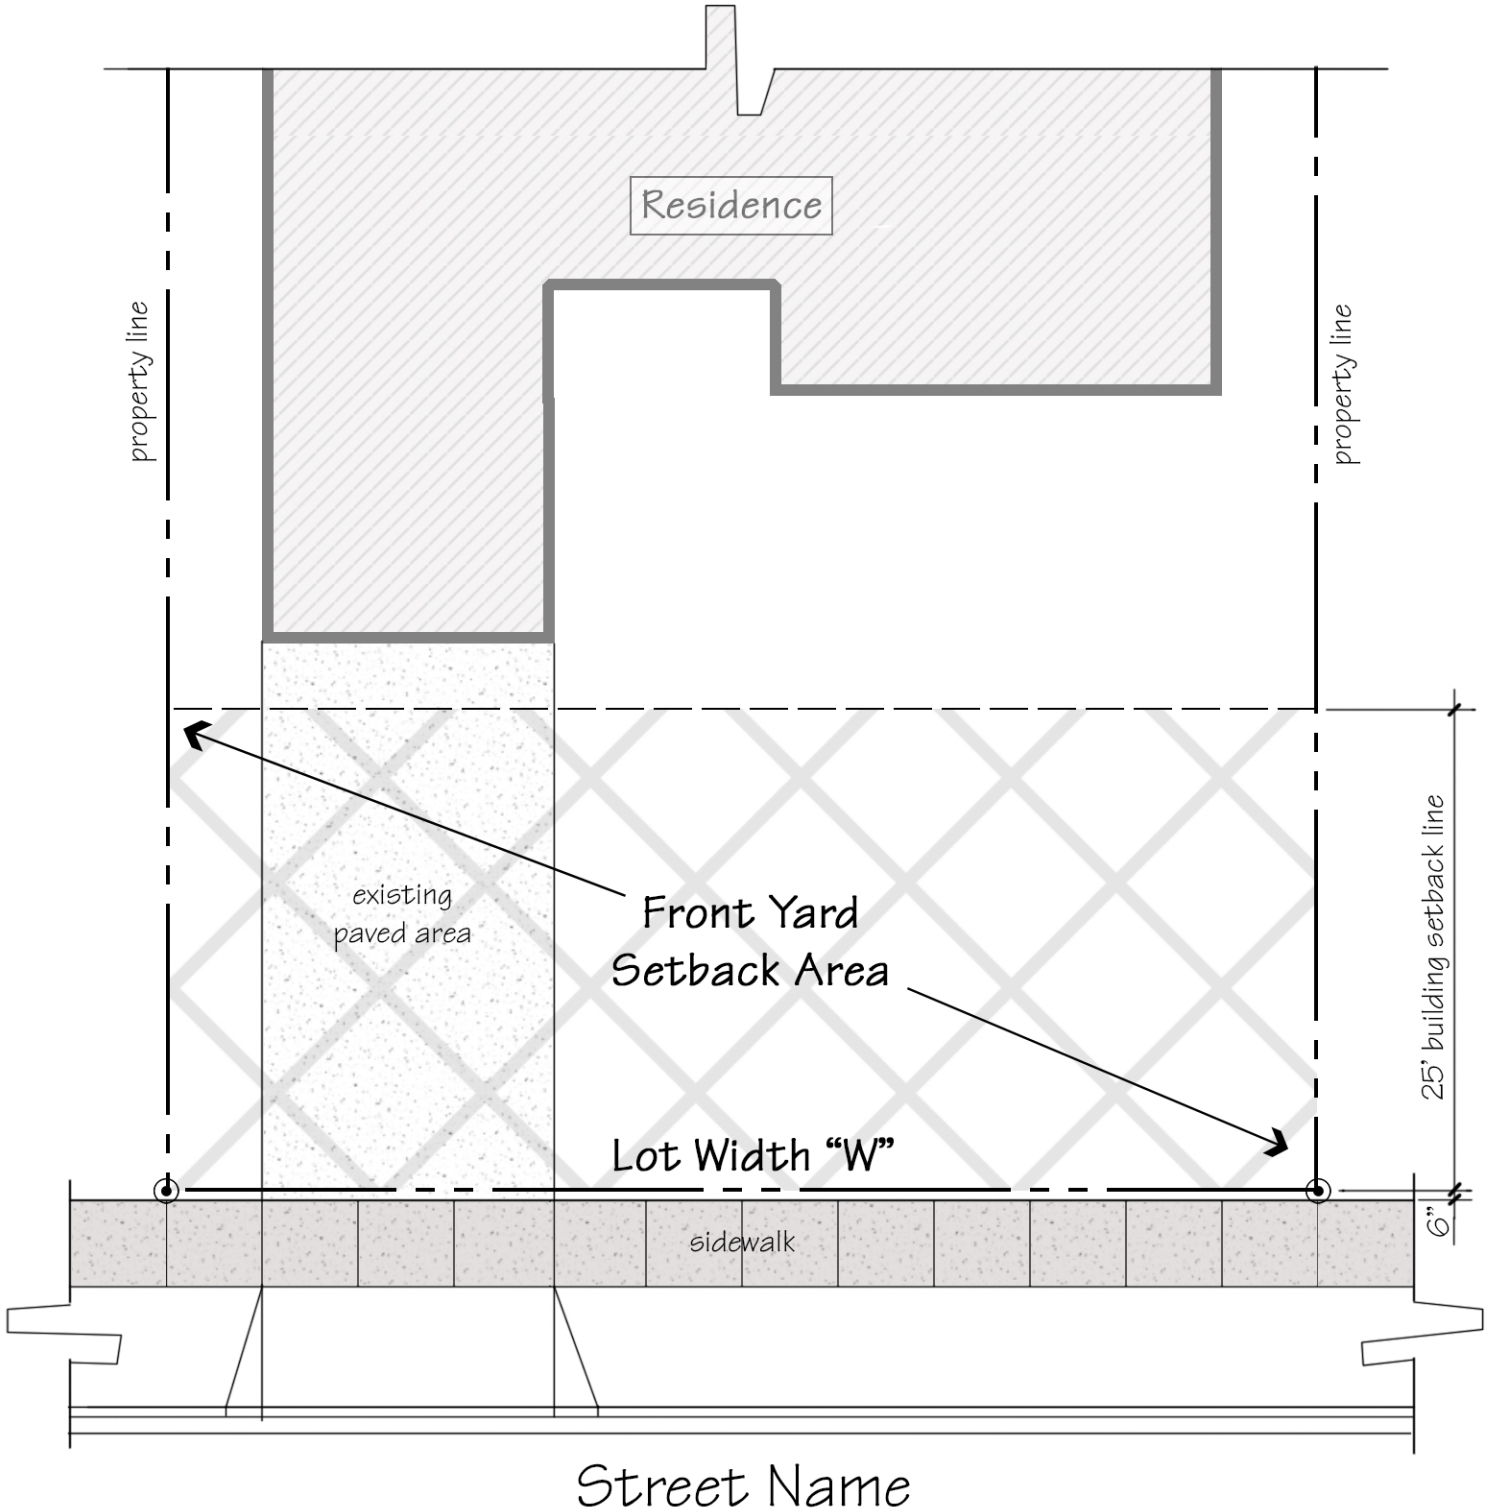 Residence
property line
property line
existing
paved area
Front Yard
Setback Area
25' building setback line
Lot Width “W”
6”
sidewalk
Street Name